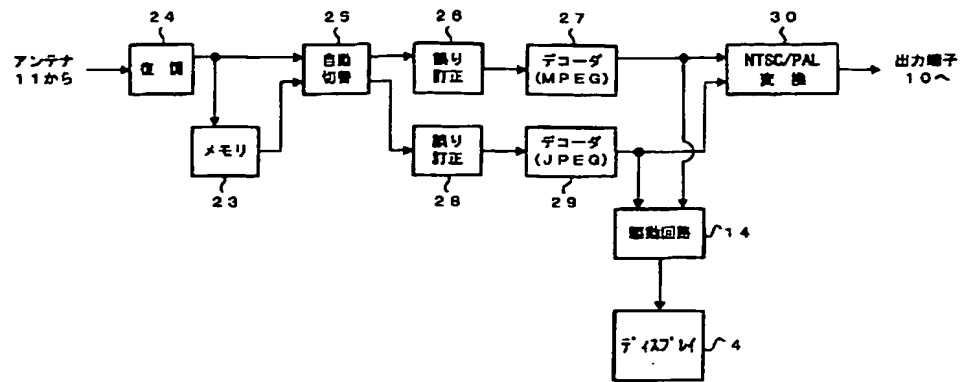 24
25
26
27
30
アンテナ
11から
復調
自動
切替
誤り
訂正
デコーダ
(MPEG)
NTSC/PAL
変換
出力端子
10へ
メモリ
23
誤り
訂正
28
デコーダ
(JPEG)
29
駆動回路
14
ディスプレイ
4